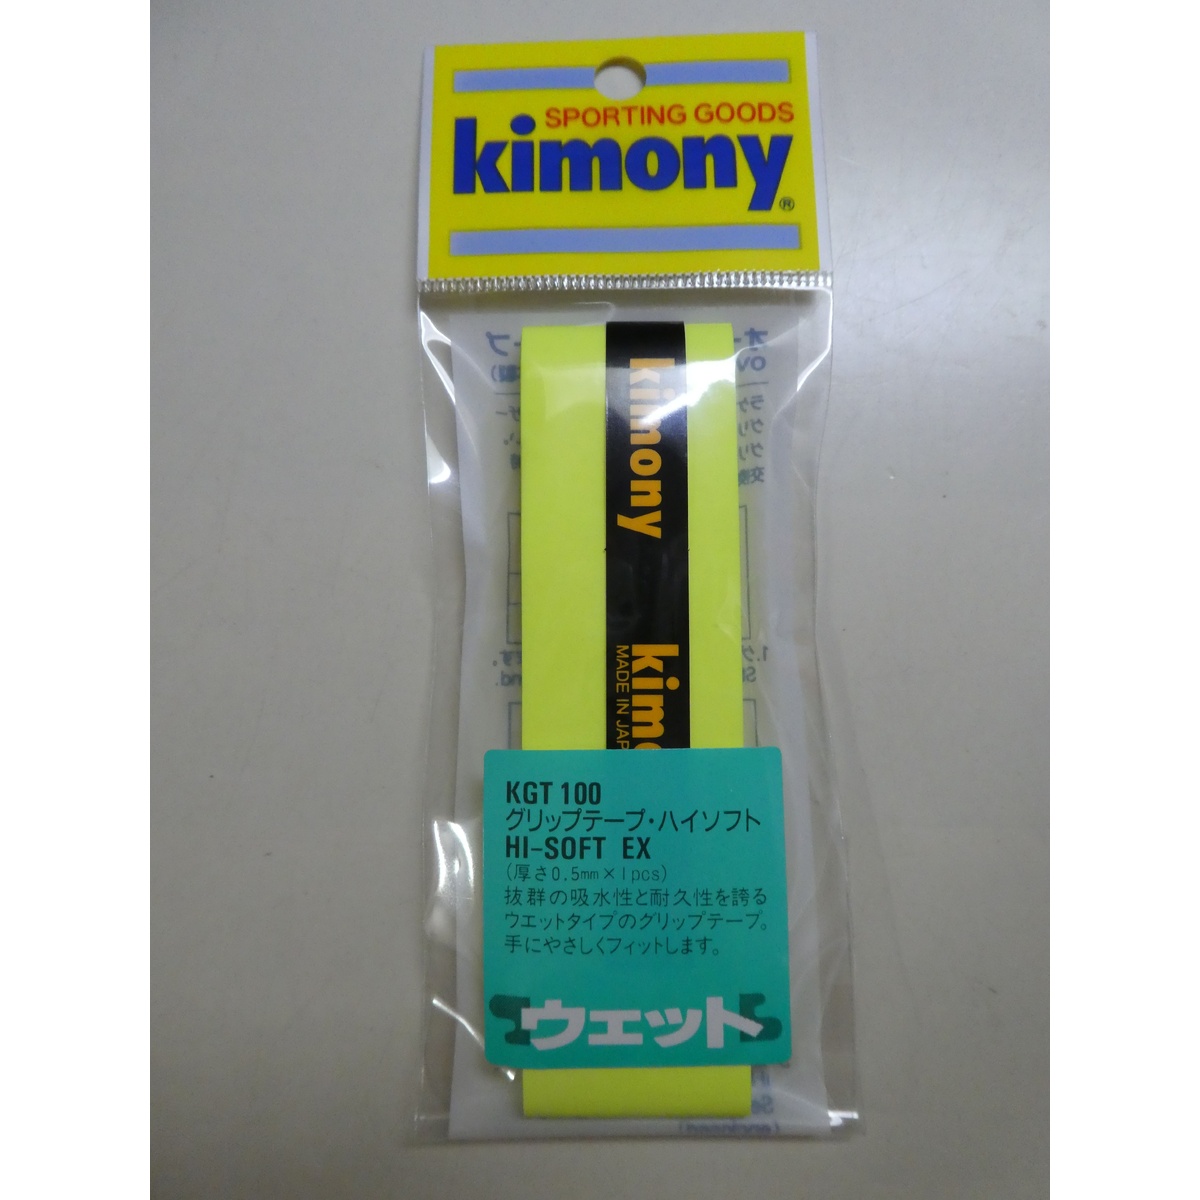 SPORTING GOODS
kimony®
kimony
kimo
MADE IN JAP
KGT 100
グリップテープ・ハイソフト
HI-SOFT EX
(厚さ0.5mm×1pcs)
抜群の吸水性と耐久性を誇る
ウエットタイプのグリップテープ。
手にやさしくフィットします。
ウェット